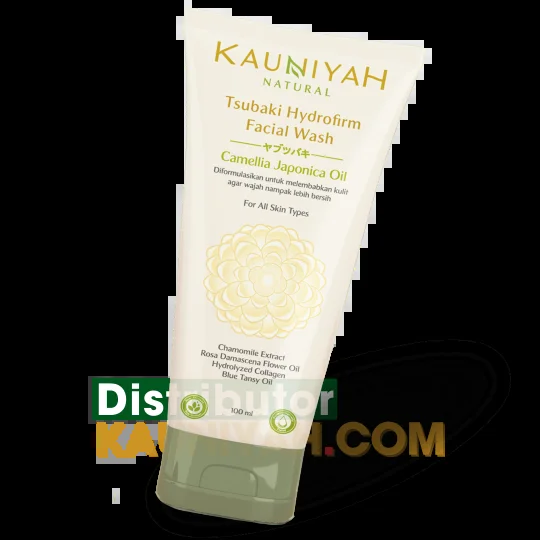 KAUNIYAH
NATURAL
Tsubaki Hydrofirm
Facial Wash
ヤブツバキ
Camellia Japonica Oil
Diformulasikan untuk melembabkan kulit
agar wajah nampak lebih bersih
For All Skin Types
Chamomile Extract
Rosa Damascena Flower Oil
Hydrolyzed Collagen
Blue Tansy Oil
Distributor
100 ml
KAUNIYAH.COM